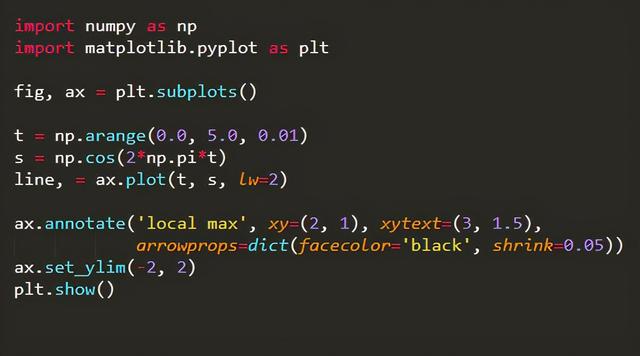 import numpy as np
import matplotlib.pyplot as plt
fig, ax = plt.subplots()
t = np.arange(0.0, 5.0, 0.01)
s = np.cos(2*np.pi*t)
line, = ax.plot(t, s, lw=2)
ax.annotate('local max', xy=(2, 1), xytext=(3, 1.5),
            arrowprops=dict(facecolor='black', shrink=0.05))
ax.set_ylim(-2, 2)
plt.show()